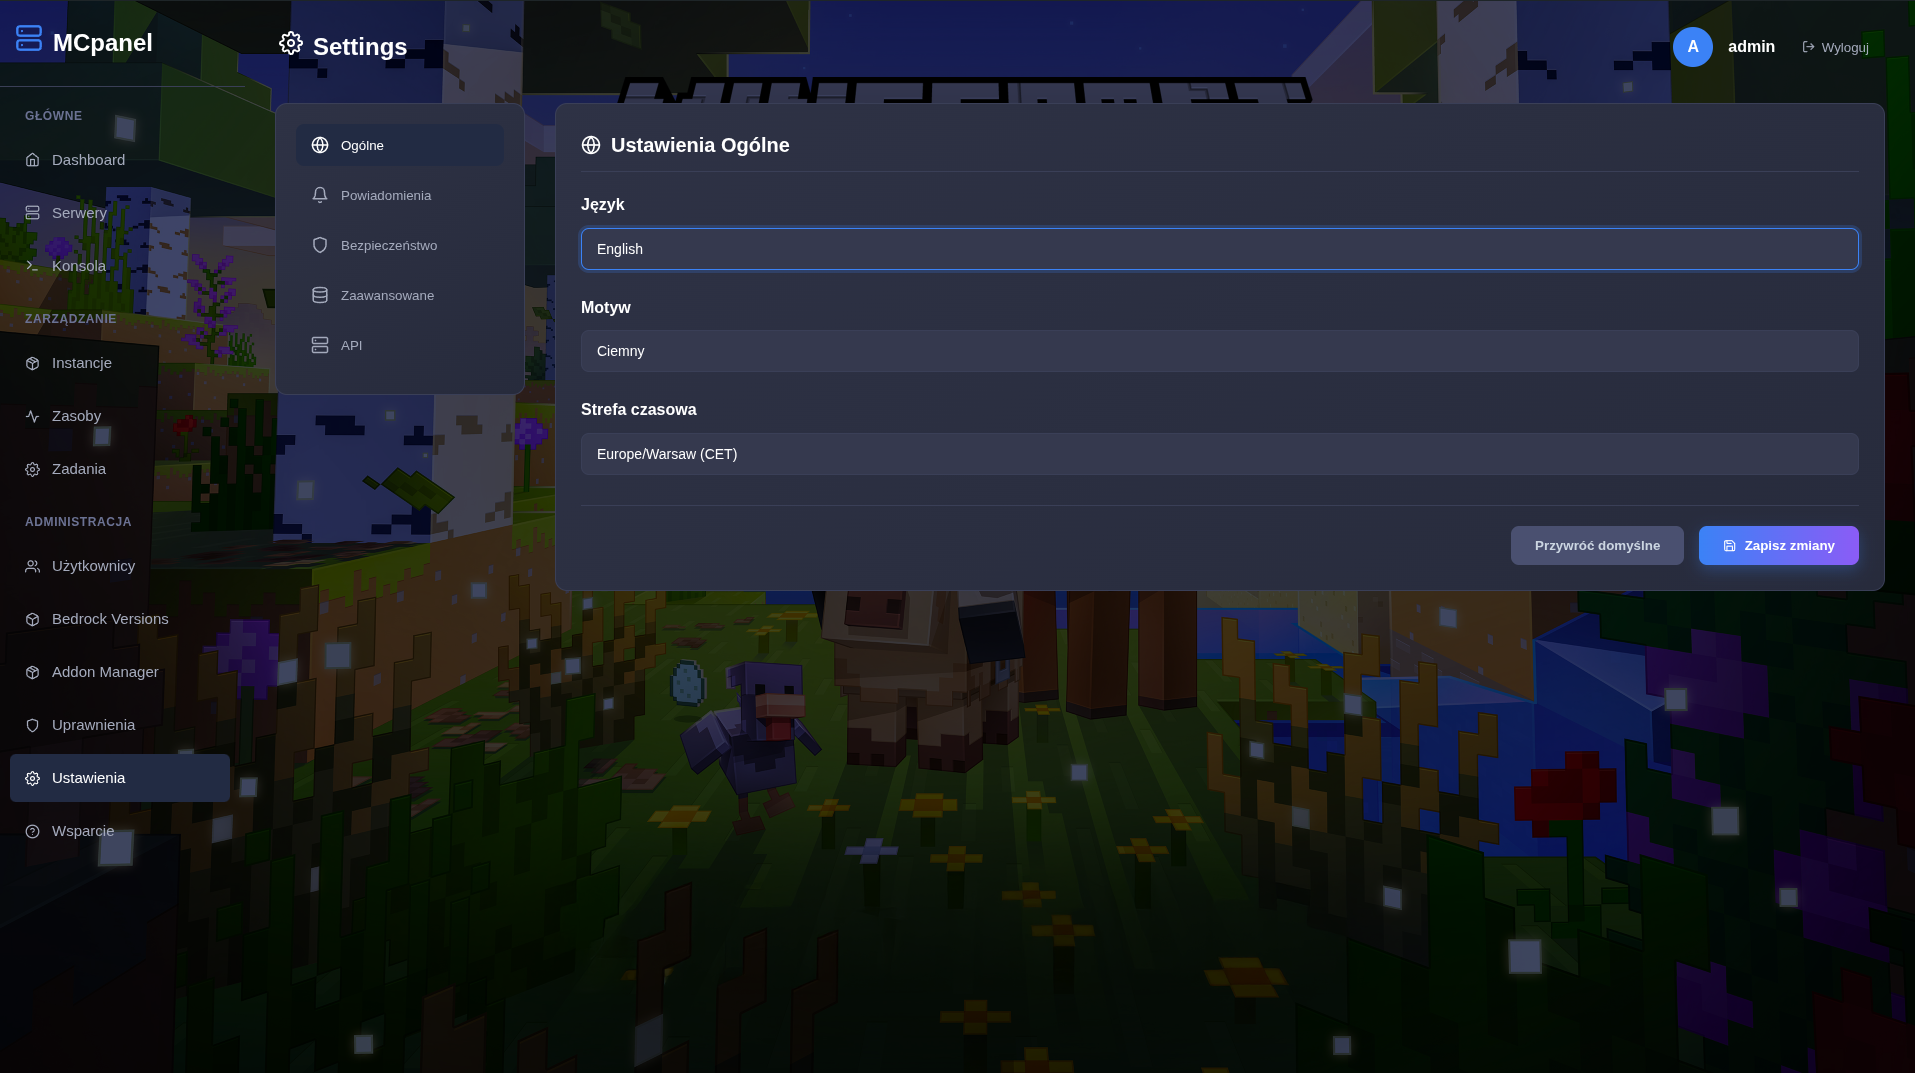 MCpanel
GŁÓWNE
Dashboard
Serwery
Konsola
ZARZĄDZANIE
Instancje
Zasoby
Zadania
ADMINISTRACJA
Użytkownicy
Bedrock Versions
Addon Manager
Uprawnienia
Ustawienia
Wsparcie
Settings
A admin Wyloguj
Ogólne
Powiadomienia
Bezpieczeństwo
Zaawansowane
API
Ustawienia Ogólne
Język
English
Motyw
Ciemny
Strefa czasowa
Europe/Warsaw (CET)
Przywróć domyślne Zapisz zmiany